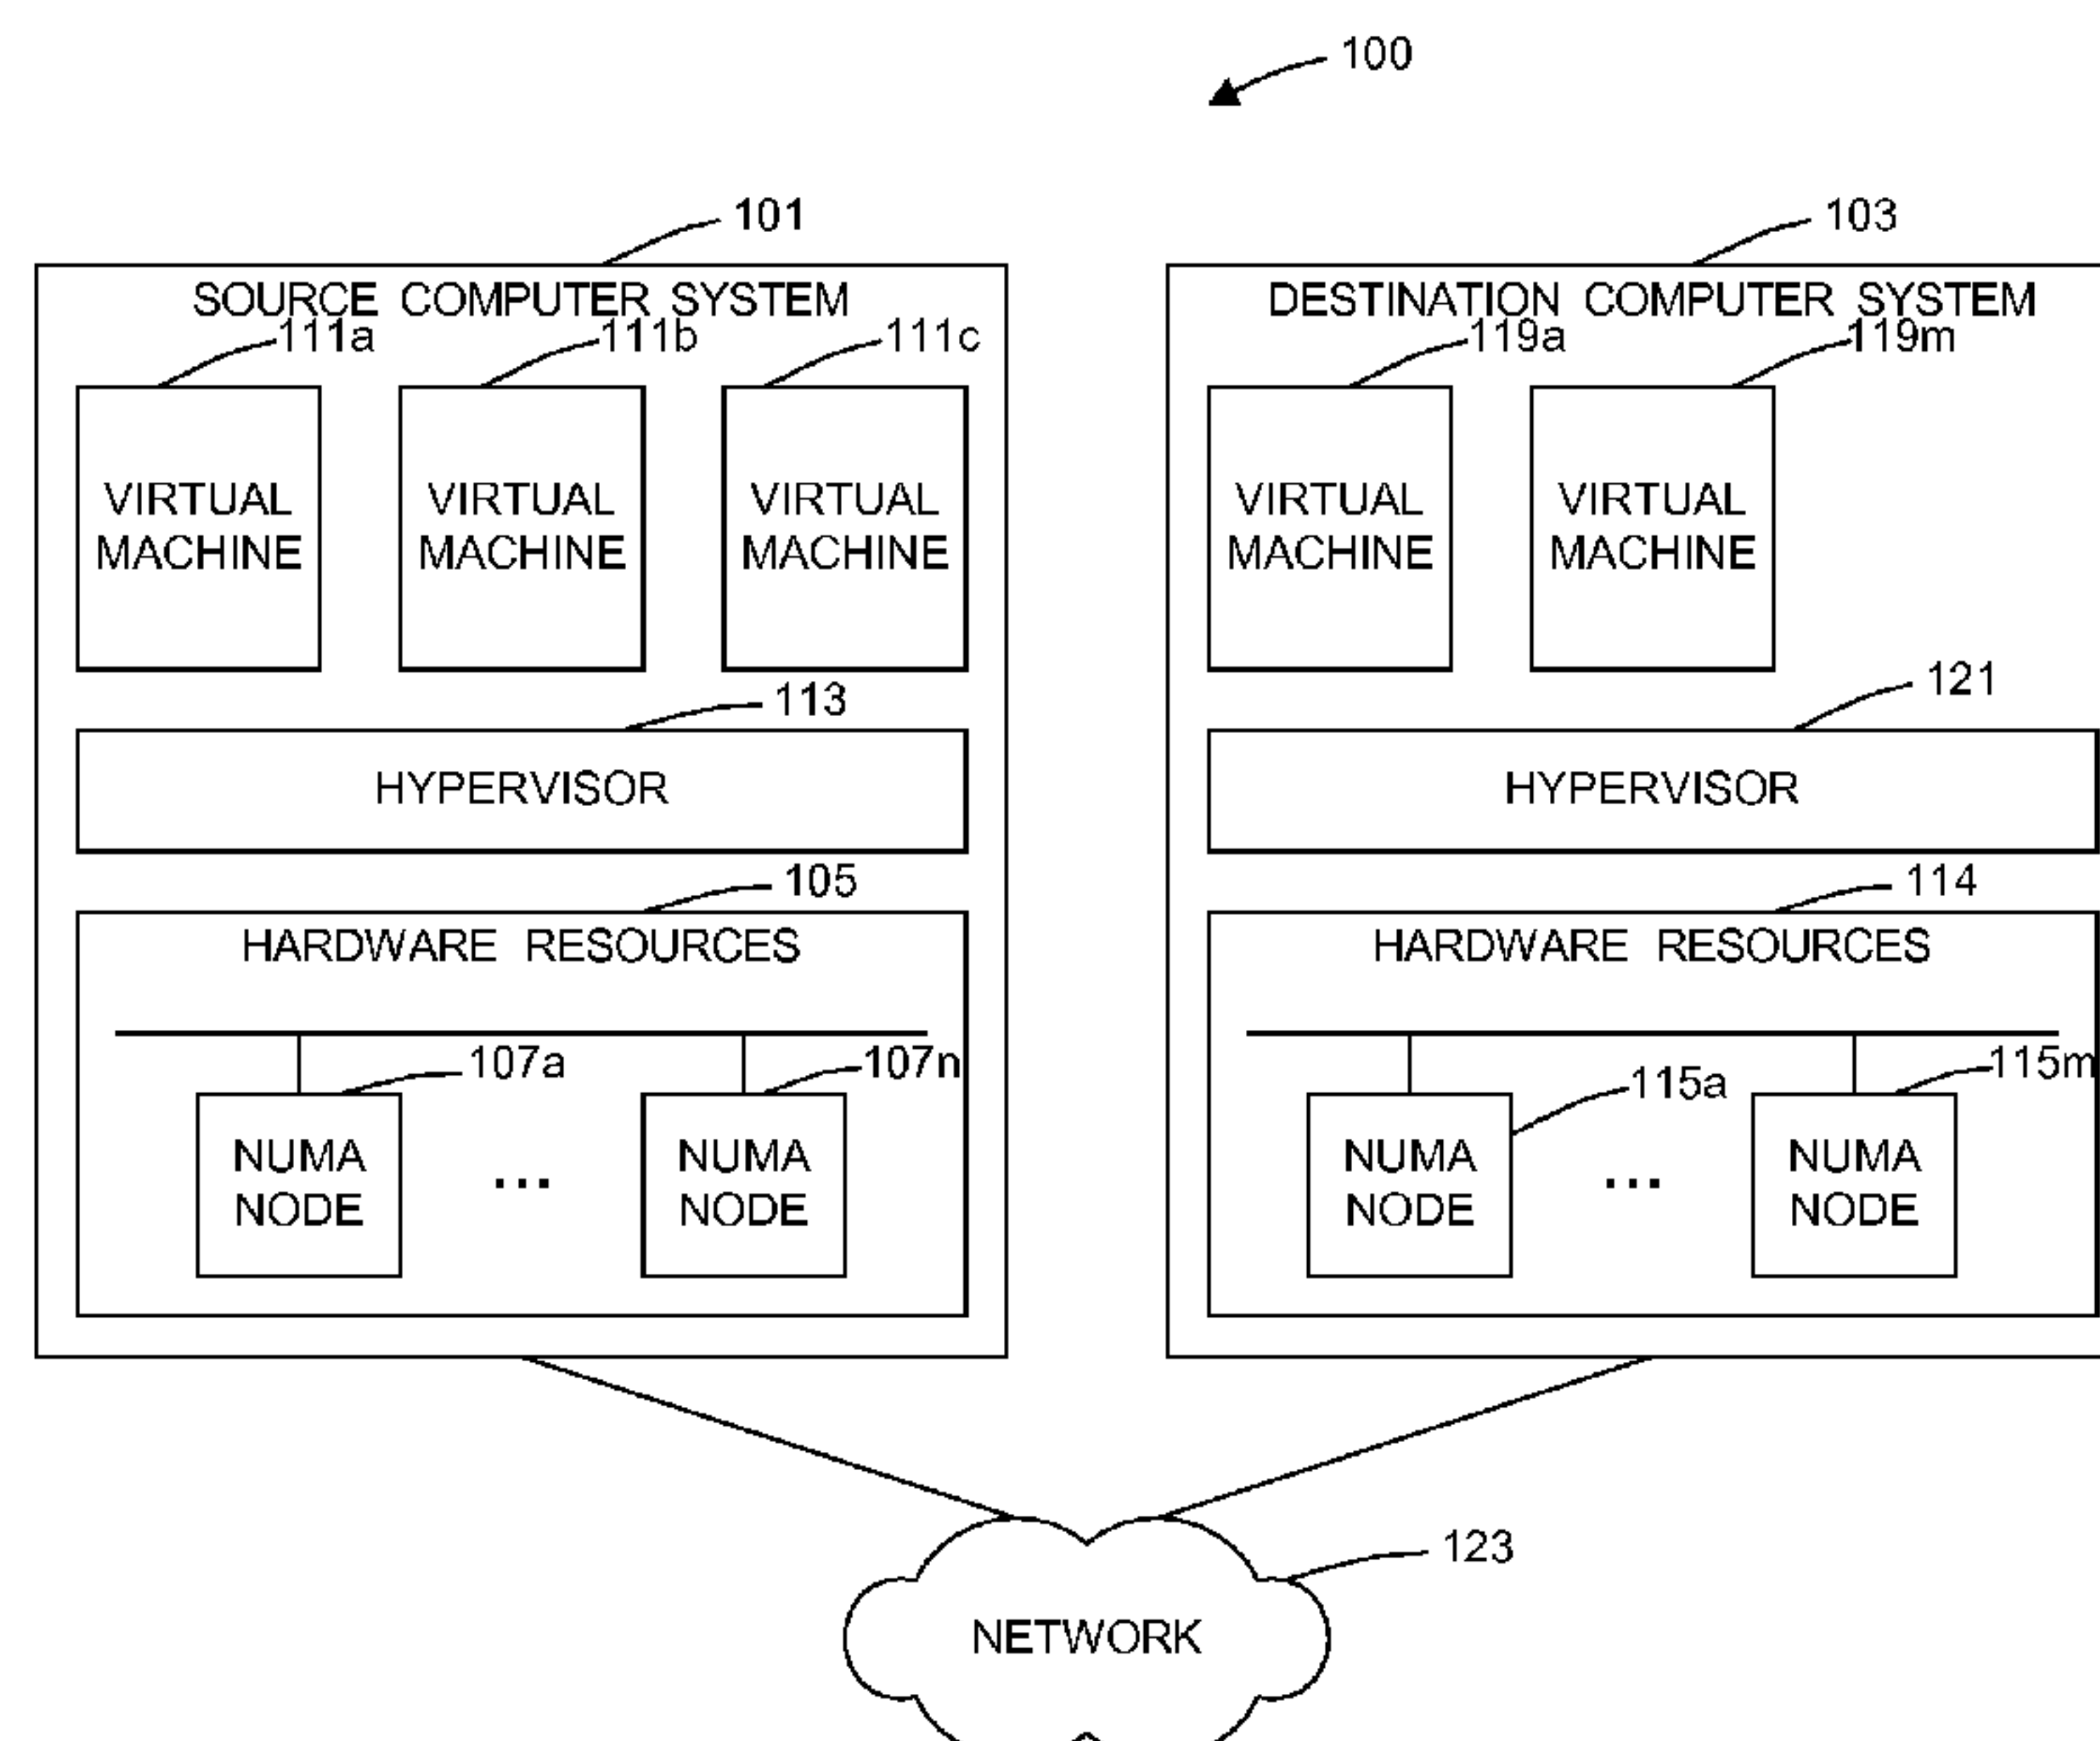 100
101
103
SOURCE COMPUTER SYSTEM
DESTINATION COMPUTER SYSTEM
111a
111b
111c
119a
119m
VIRTUAL
MACHINE
VIRTUAL
MACHINE
VIRTUAL
MACHINE
VIRTUAL
MACHINE
VIRTUAL
MACHINE
113
121
HYPERVISOR
HYPERVISOR
105
114
HARDWARE RESOURCES
HARDWARE RESOURCES
107a
107n
115a
115m
NUMA
NODE
...
NUMA
NODE
NUMA
NODE
...
NUMA
NODE
123
NETWORK